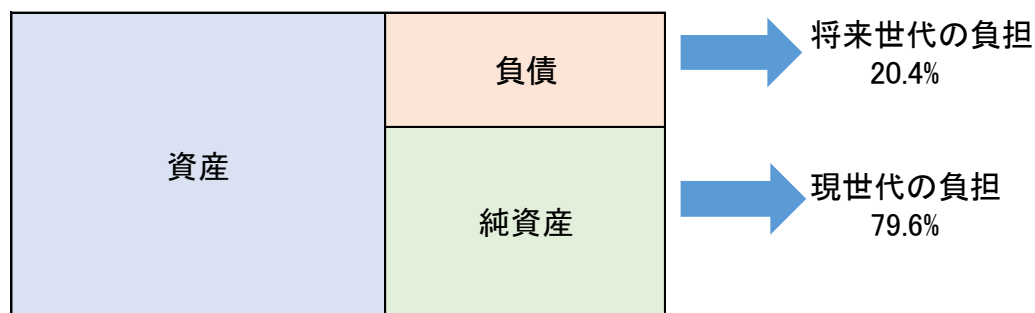 資産
負債
純資産
将来世代の負担
20.4%
現世代の負担
79.6%